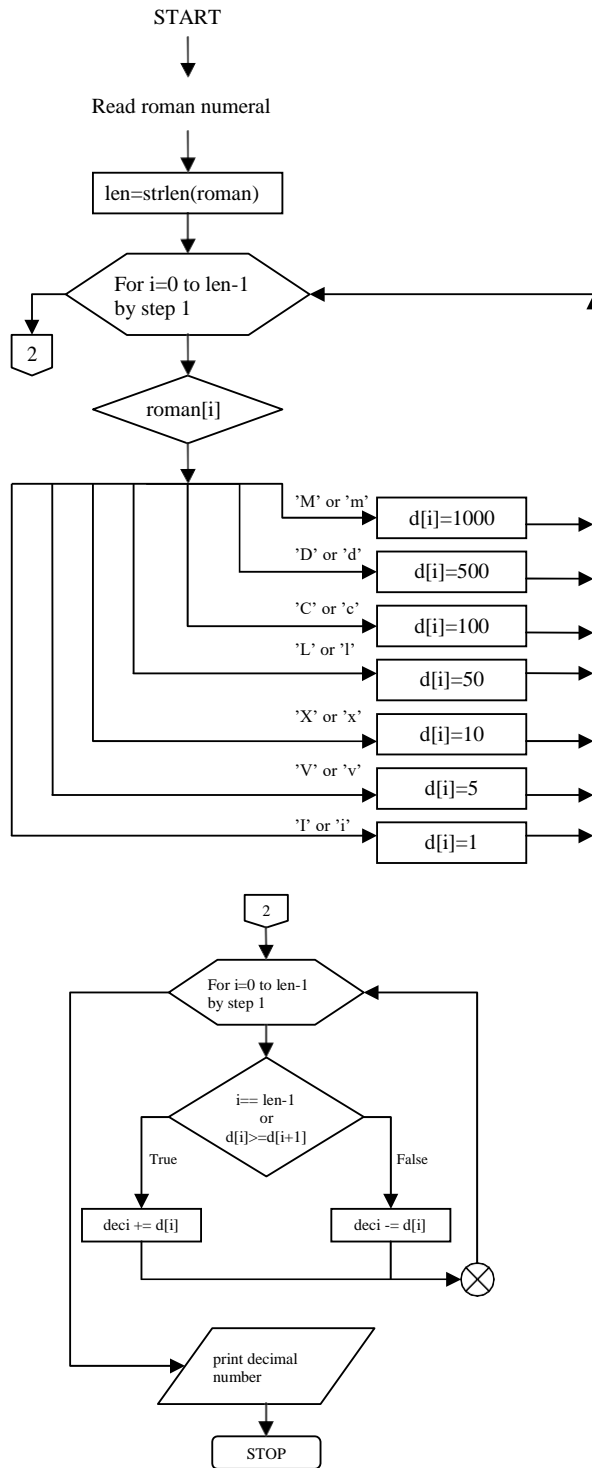 START
Read roman numeral
len=strlen(roman)
For i=0 to len-1
by step 1
2
roman[i]
’M’ or ’m’
d[i]=1000
’D’ or ’d’
d[i]=500
’C’ or ’c’
d[i]=100
’L’ or ’l’
d[i]=50
’X’ or ’x’
d[i]=10
’V’ or ’v’
d[i]=5
’I’ or ’i’
d[i]=1
2
For i=0 to len-1
by step 1
i== len-1
or
d[i]>=d[i+1]
True
False
deci += d[i]
deci -= d[i]
print decimal
number
STOP